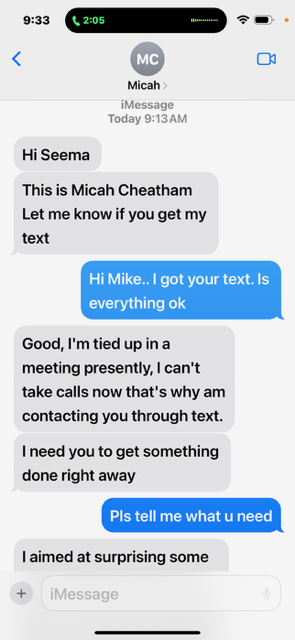 9:33
2:05
MC
Micah
iMessage
Today 9:13 AM
Hi Seema
This is Micah Cheatham
Let me know if you get my
text
Hi Mike.. I got your text. Is
everything ok
Good, I'm tied up in a
meeting presently, I can't
take calls now that's why am
contacting you through text.
I need you to get something
done right away
Pls tell me what u need
I aimed at surprising some
iMessage